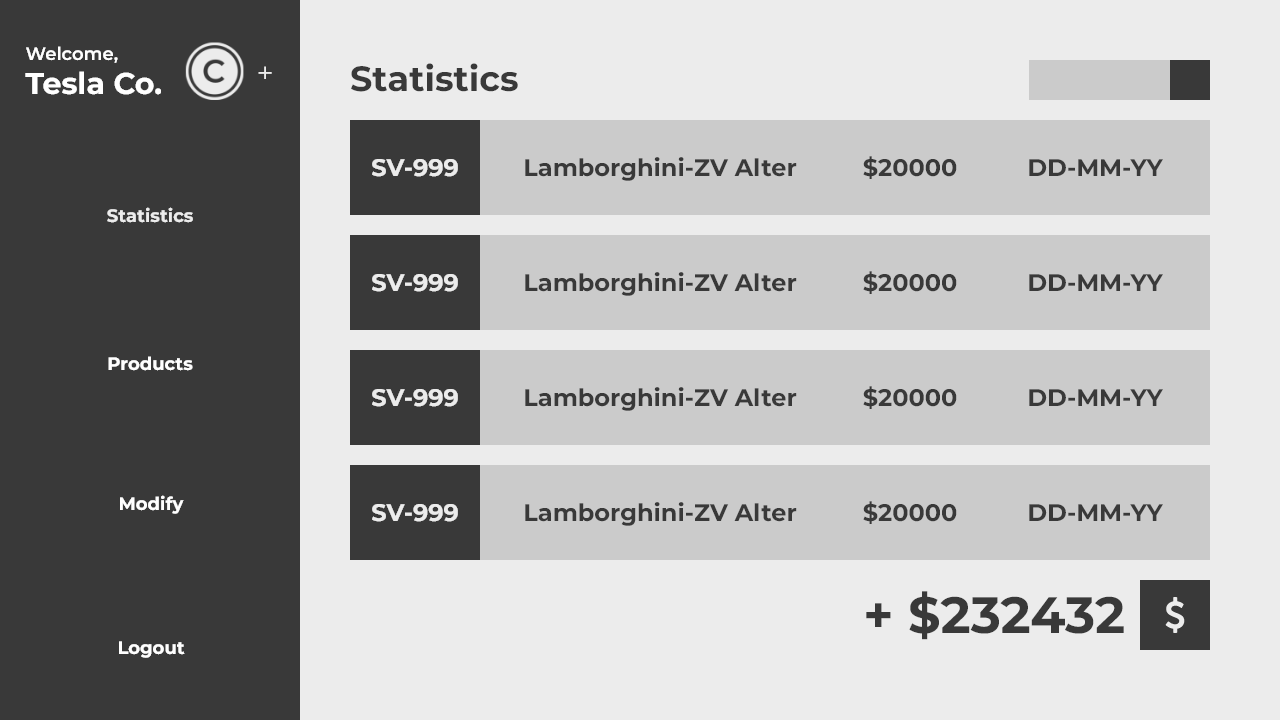 Welcome,
Tesla Co.
C
+
Statistics
Products
Modify
Logout
Statistics
SV-999 Lamborghini-ZV Alter $20000 DD-MM-YY
SV-999 Lamborghini-ZV Alter $20000 DD-MM-YY
SV-999 Lamborghini-ZV Alter $20000 DD-MM-YY
SV-999 Lamborghini-ZV Alter $20000 DD-MM-YY
+ $232432 $